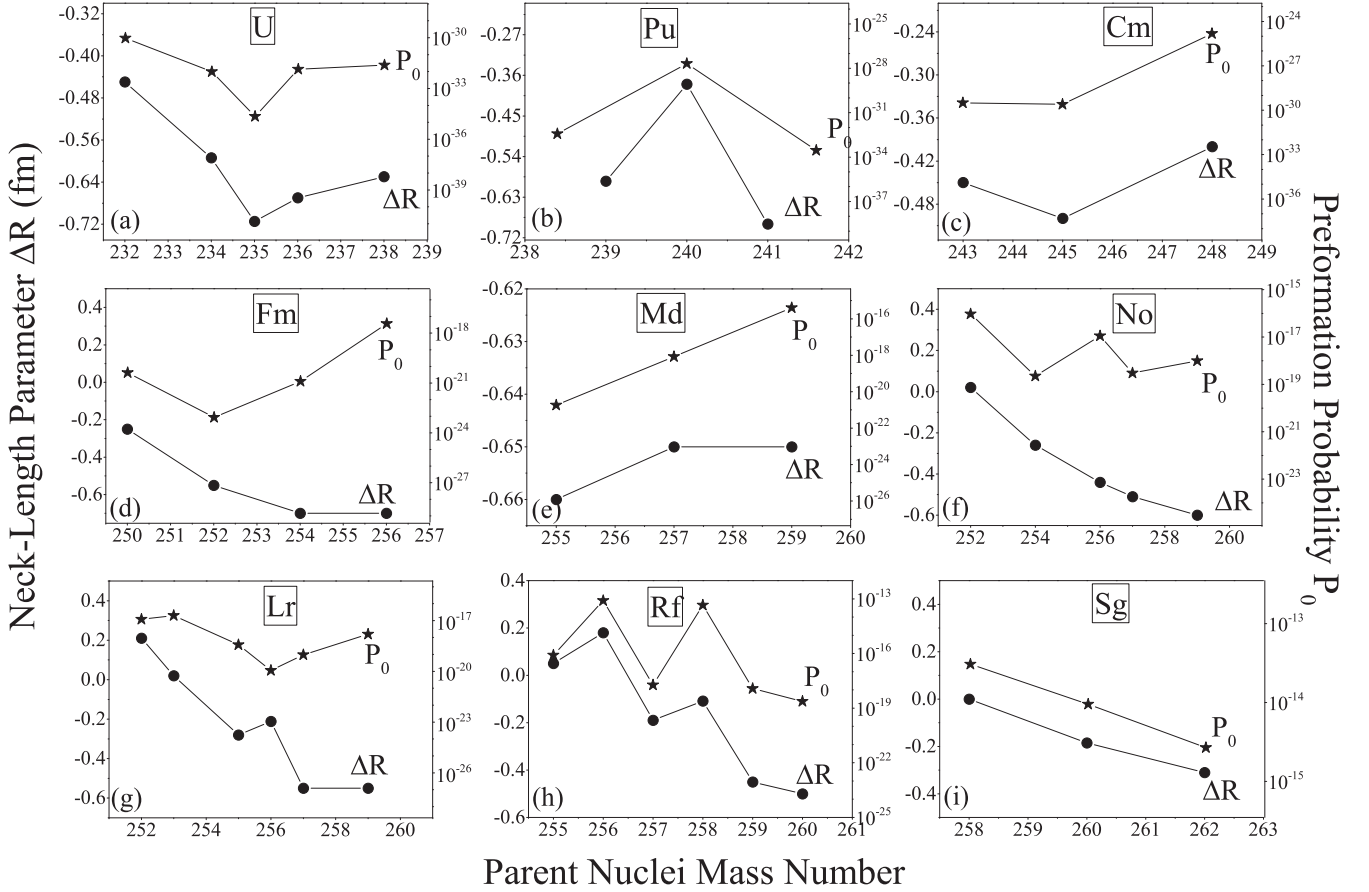 Neck-Length Parameter ΔR (fm)
Preformation Probability P₀
Parent Nuclei Mass Number
U
-0.32
-0.40
-0.48
-0.56
-0.64
-0.72
10⁻³⁰
10⁻³³
10⁻³⁶
10⁻³⁹
P₀
ΔR
(a)
232 233 234 235 236 237 238 239
Pu
-0.27
-0.36
-0.45
-0.54
-0.63
-0.72
10⁻²⁵
10⁻²⁸
10⁻³¹
10⁻³⁴
10⁻³⁷
P₀
ΔR
(b)
238 239 240 241 242
Cm
-0.24
-0.30
-0.36
-0.42
-0.48
10⁻²⁴
10⁻²⁷
10⁻³⁰
10⁻³³
10⁻³⁶
P₀
ΔR
(c)
243 244 245 246 247 248 249
Fm
0.4
0.2
0.0
-0.2
-0.4
-0.6
10⁻¹⁸
10⁻²¹
10⁻²⁴
10⁻²⁷
P₀
ΔR
(d)
250 251 252 253 254 255 256 257
Md
-0.62
-0.63
-0.64
-0.65
-0.66
10⁻¹⁶
10⁻¹⁸
10⁻²⁰
10⁻²²
10⁻²⁴
10⁻²⁶
P₀
ΔR
(e)
255 256 257 258 259 260
No
0.4
0.2
0.0
-0.2
-0.4
-0.6
10⁻¹⁵
10⁻¹⁷
10⁻¹⁹
10⁻²¹
10⁻²³
P₀
ΔR
(f)
252 254 256 258 260
Lr
0.4
0.2
0.0
-0.2
-0.4
-0.6
10⁻¹⁷
10⁻²⁰
10⁻²³
10⁻²⁶
P₀
ΔR
(g)
252 254 256 258 260
Rf
0.4
0.2
0.0
-0.2
-0.4
-0.6
10⁻¹³
10⁻¹⁶
10⁻¹⁹
10⁻²²
10⁻²⁵
P₀
ΔR
(h)
255 256 257 258 259 260 261
Sg
0.4
0.2
0.0
-0.2
-0.4
10⁻¹³
10⁻¹⁴
10⁻¹⁵
P₀
ΔR
(i)
258 259 260 261 262 263